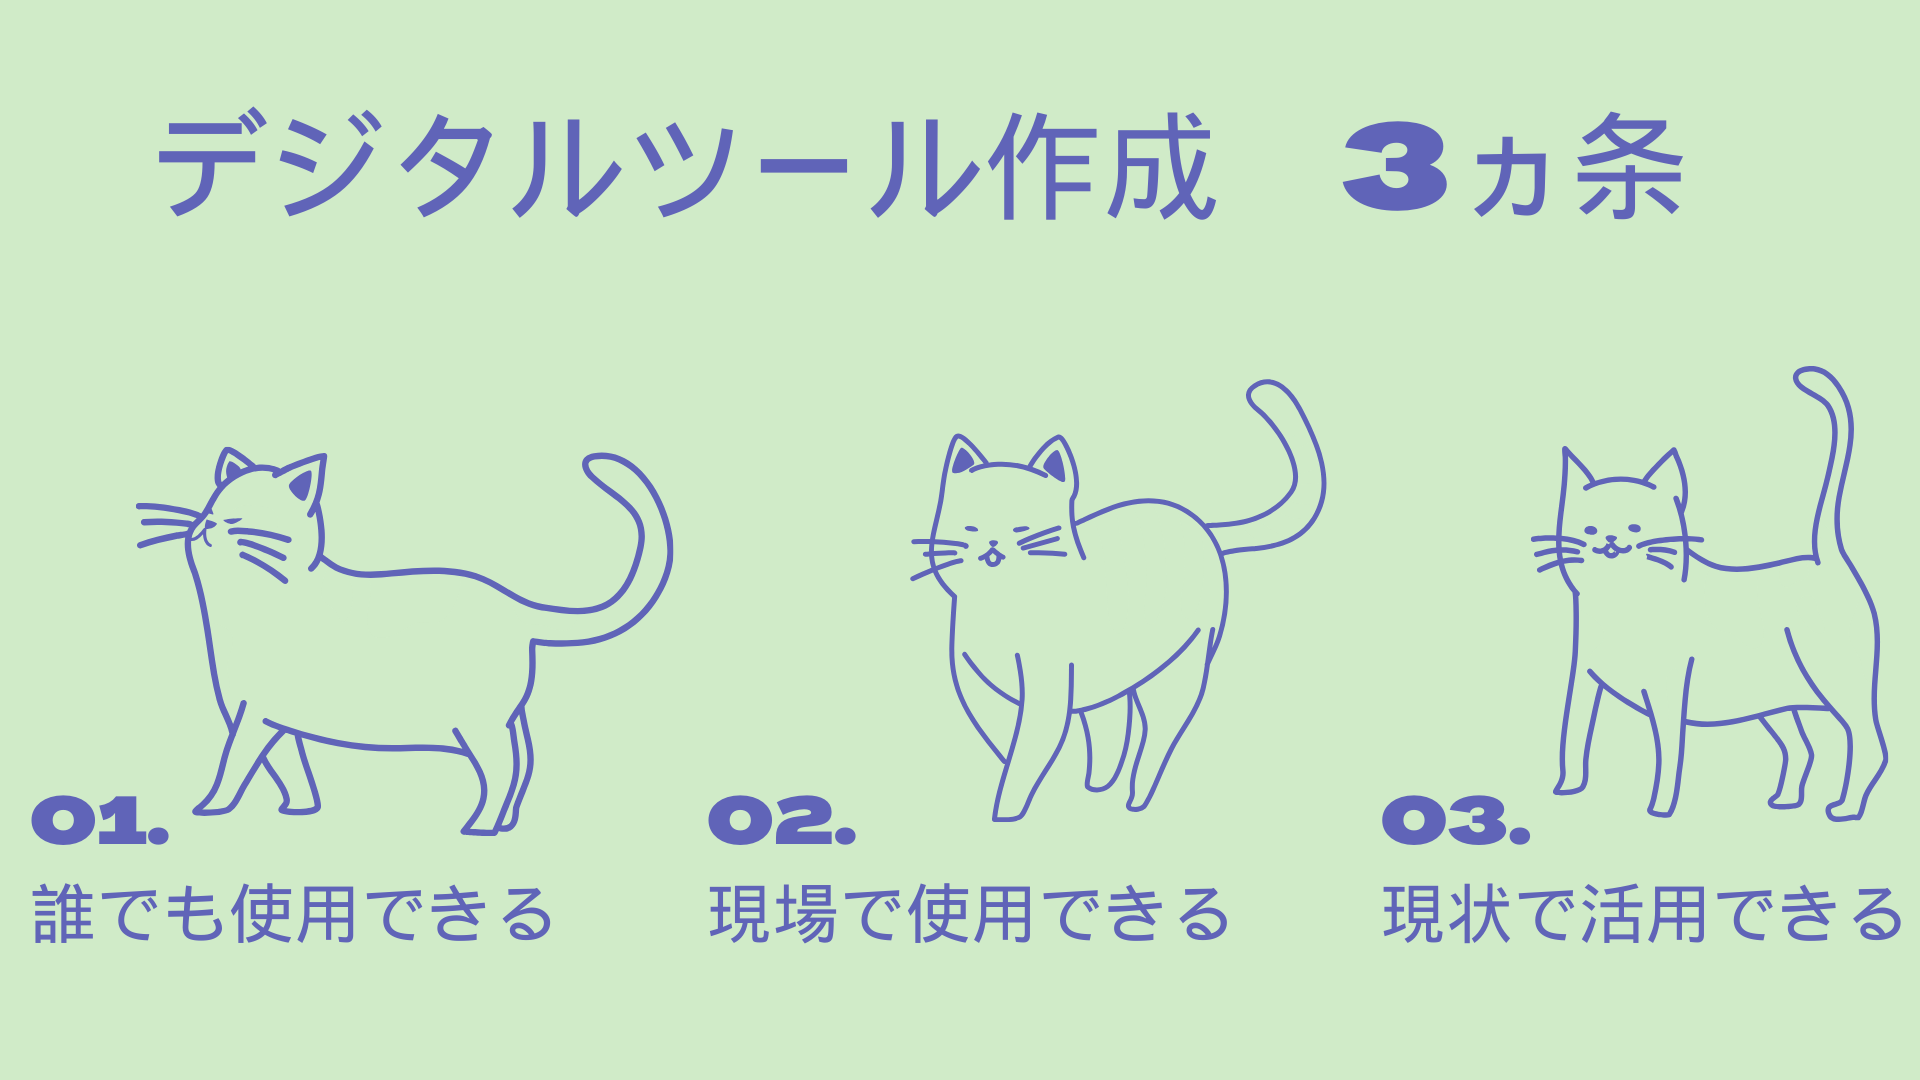 デジタルツール作成　3ヵ条
01.
誰でも使用できる
02.
現場で使用できる
03.
現状で活用できる